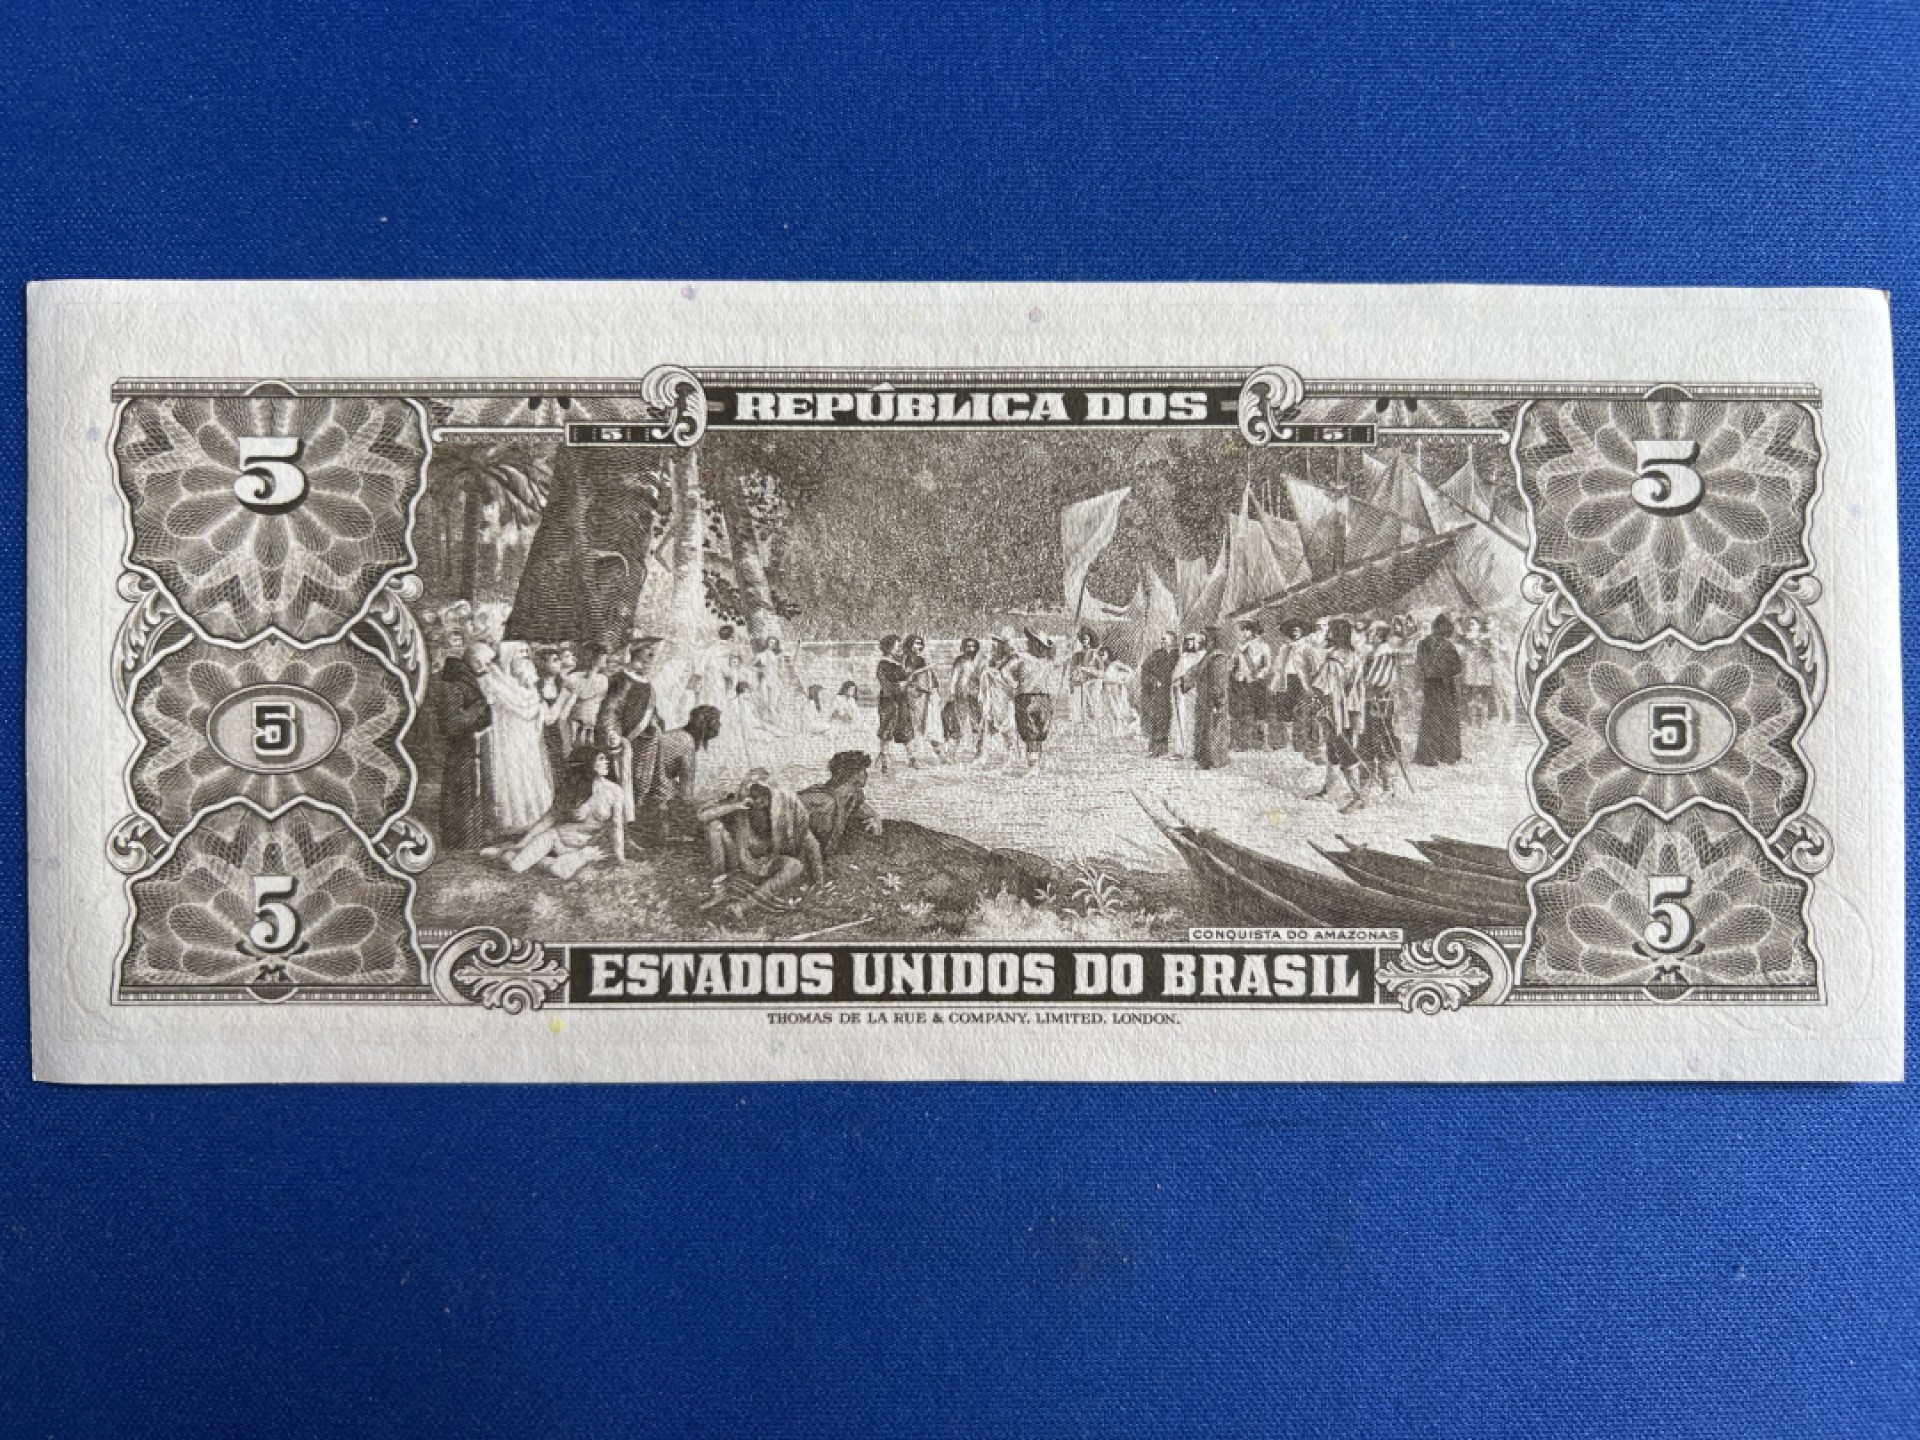 REPÚBLICA DOS
5 5 5 5
5 5
5 5
CONQUISTA DO AMAZONAS
ESTADOS UNIDOS DO BRASIL
THOMAS DE LA RUE & COMPANY, LIMITED, LONDON.